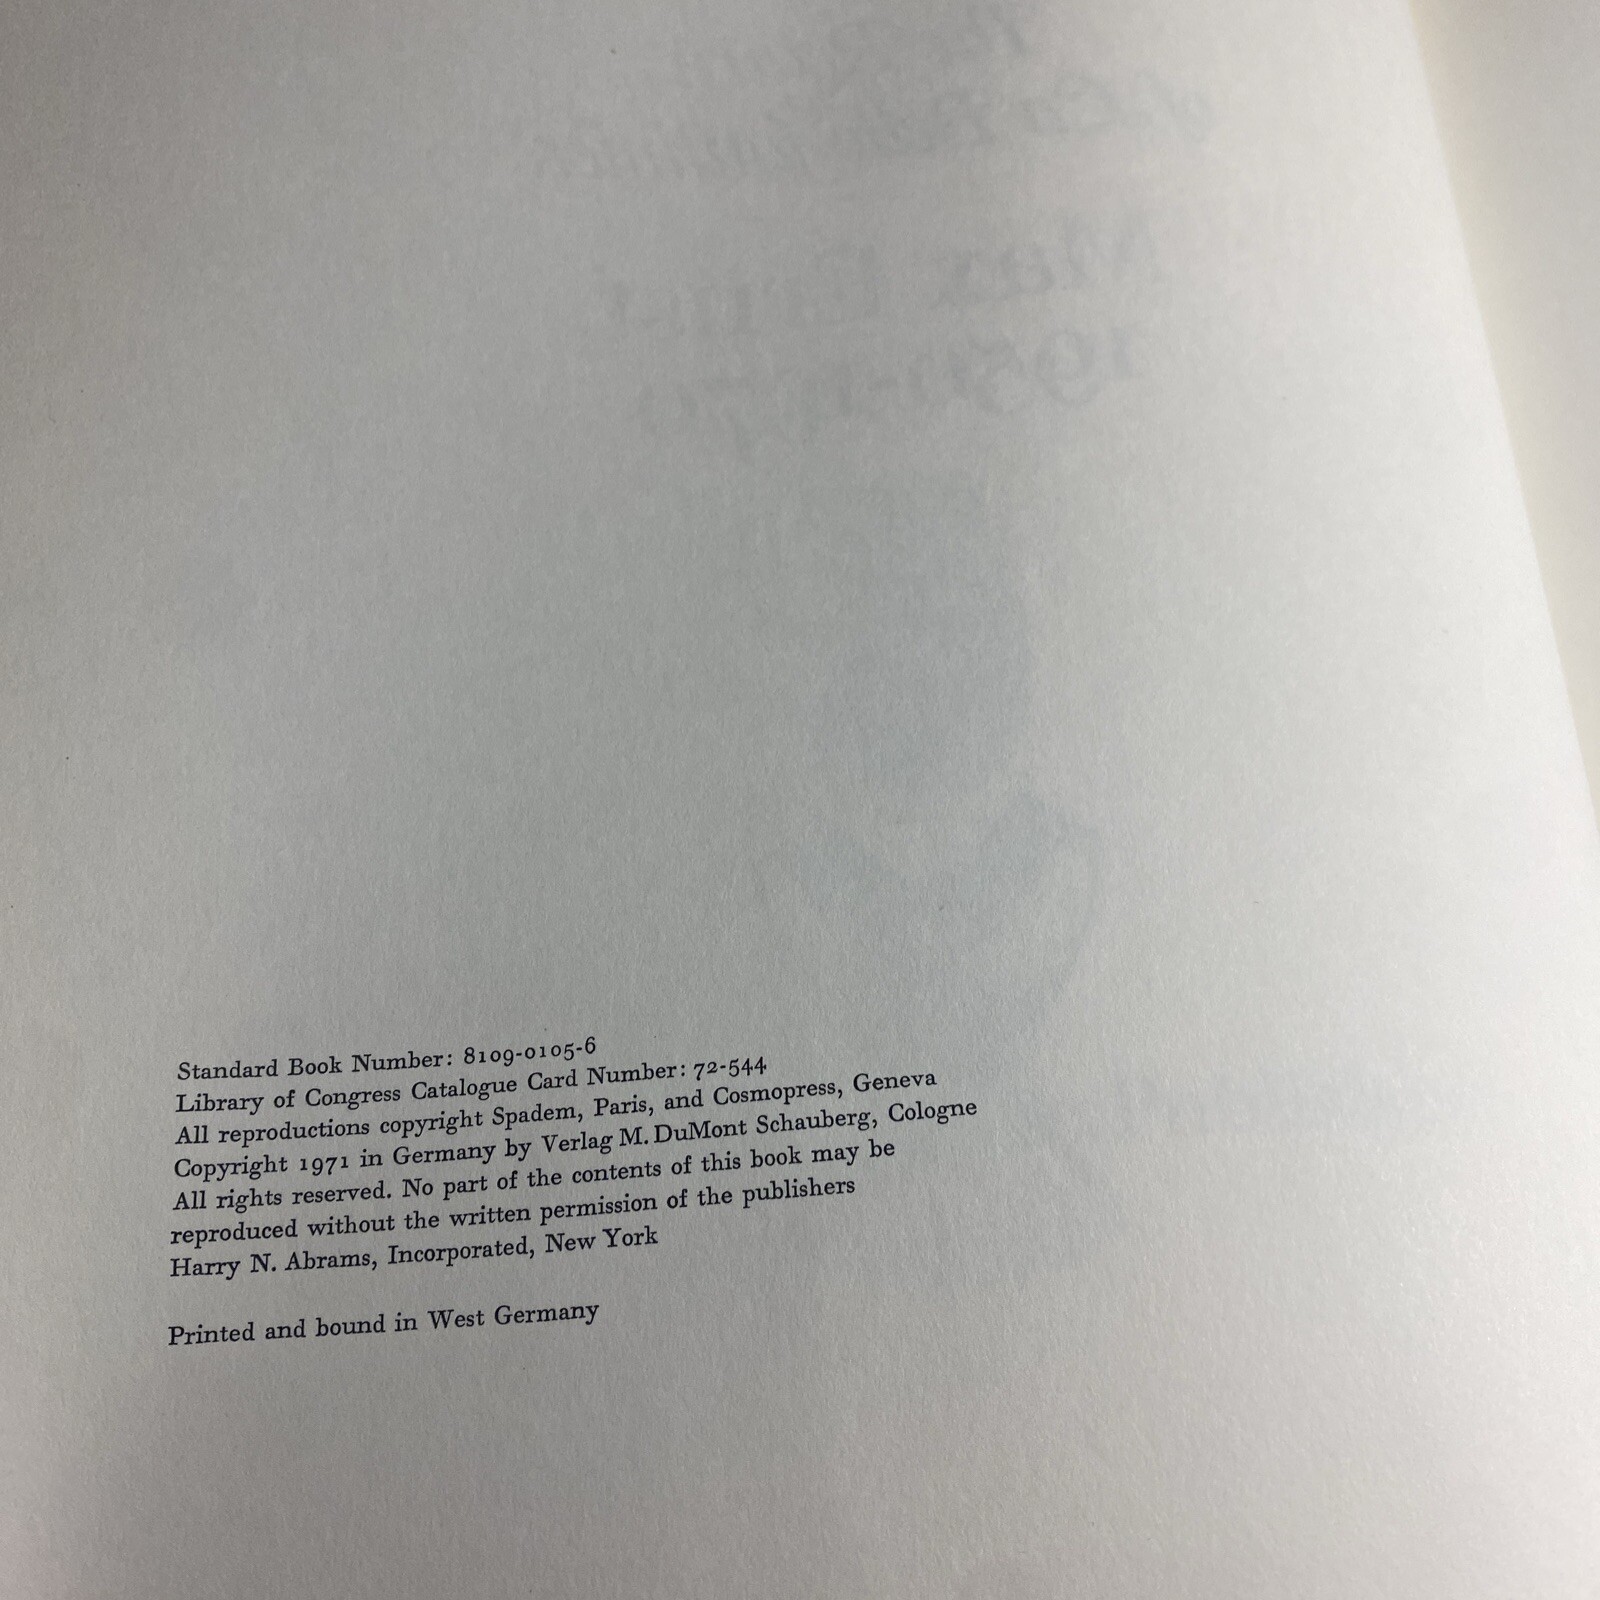 Standard Book Number: 8109-0105-6
Library of Congress Catalogue Card Number: 72-544
All reproductions copyright Spadem, Paris, and Cosmopress, Geneva
Copyright 1971 in Germany by Verlag M. DuMont Schauberg, Cologne
All rights reserved. No part of the contents of this book may be
reproduced without the written permission of the publishers
Harry N. Abrams, Incorporated, New York
Printed and bound in West Germany